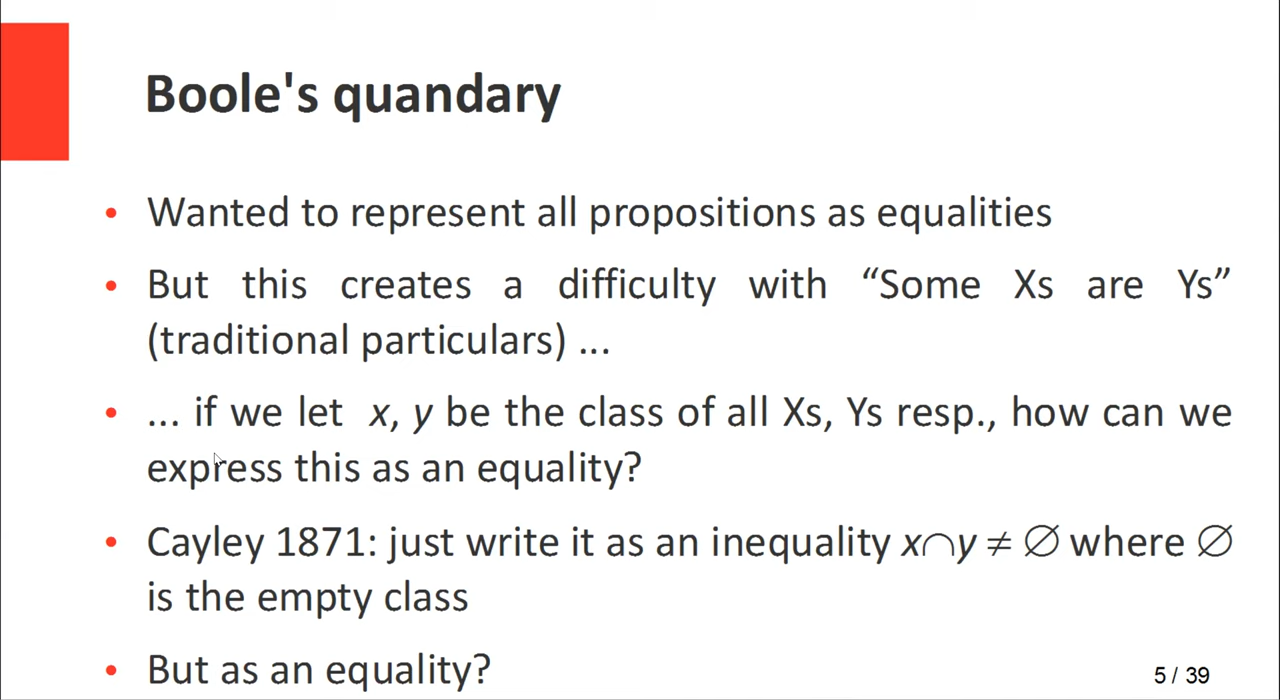 Boole's quandary
• Wanted to represent all propositions as equalities
• But this creates a difficulty with “Some Xs are Ys”
(traditional particulars) ...
• ... if we let x, y be the class of all Xs, Ys resp., how can we
express this as an equality?
• Cayley 1871: just write it as an inequality x∩y ≠ ∅ where ∅
is the empty class
• But as an equality?
5 / 39